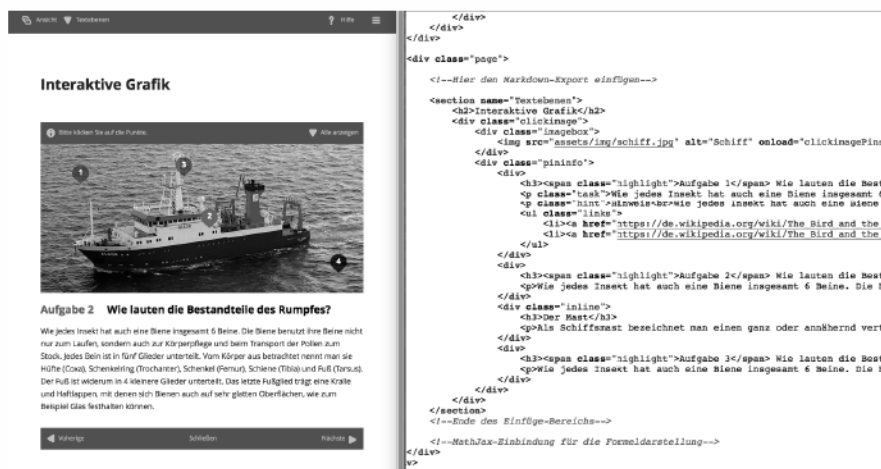 Ansicht Textebenen ? Hilfe
Interaktive Grafik
Bitte klicken Sie auf die Punkte. Alle anzeigen
1
3
2
4
Aufgabe 2 Wie lauten die Bestandteile des Rumpfes?
Wie jedes Insekt hat auch eine Biene insgesamt 6 Beine. Die Biene benutzt ihre Beine nicht
nur zum Laufen, sondern auch zur Körperpflege und beim Transport der Pollen zum
Stock. Jedes Bein ist in fünf Glieder unterteilt. Vom Körper aus betrachtet nennt man sie
Hüfte (Coxa), Schenkelring (Trochanter), Schenkel (Femur), Schiene (Tibia) und Fuß (Tarsus).
Der Fuß ist widerum in 4 kleinere Glieder unterteilt. Das letzte Fußglied trägt eine Kralle
und Haftlappen, mit denen sich Bienen auch auf sehr glatten Oberflächen, wie zum
Beispiel Glas festhalten können.
Vorherige Schließen Nächste
</div>
</div>
</div>
<div class="page">
<!--Hier den Markdown-Export einfügen-->
<section name="Textebenen">
<h2>Interaktive Grafik</h2>
<div class="clickimage">
<div class="imagebox">
<img src="assets/img/schiff.jpg" alt="Schiff" onload="clickimagePins
</div>
<div class="pininfo">
<div>
<h3><span class="highlight">Aufgabe 1</span> Wie lauten die Best
<p class="task">Wie jedes Insekt hat auch eine Biene insgesamt 6
<p class="hint">Hinweis<br>Wie jedes Insekt hat auch eine Biene
<ul class="links">
<li><a href="https://de.wikipedia.org/wiki/The_Bird_and_the_
<li><a href="https://de.wikipedia.org/wiki/The_Bird_and_the_
</ul>
</div>
<div>
<h3><span class="highlight">Aufgabe 2</span> Wie lauten die Best
<p>Wie jedes Insekt hat auch eine Biene insgesamt 6 Beine. Die B
</div>
<div class="inline">
<h3>Der Mast</h3>
<p>Als Schiffsmast bezeichnet man einen ganz oder annähernd vert
</div>
<div>
<h3><span class="highlight">Aufgabe 3</span> Wie lauten die Best
<p>Wie jedes Insekt hat auch eine Biene insgesamt 6 Beine. Die B
</div>
</div>
</div>
</section>
<!--Ende des Einfüge-Bereichs-->
<!--MathJax-Einbindung für die Formeldarstellung-->
</div>
v>